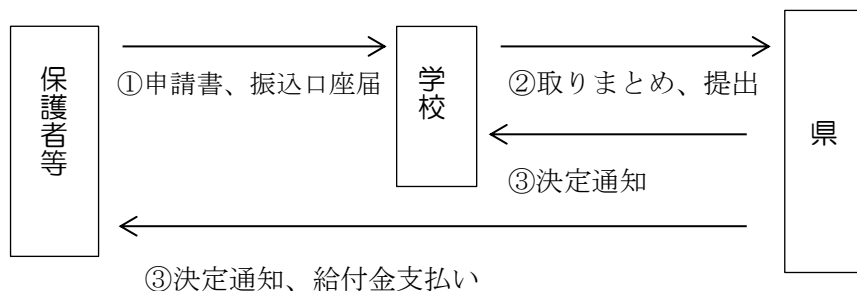 保護者等
①申請書、振込口座届
学校
②取りまとめ、提出
県
③決定通知
③決定通知、給付金支払い